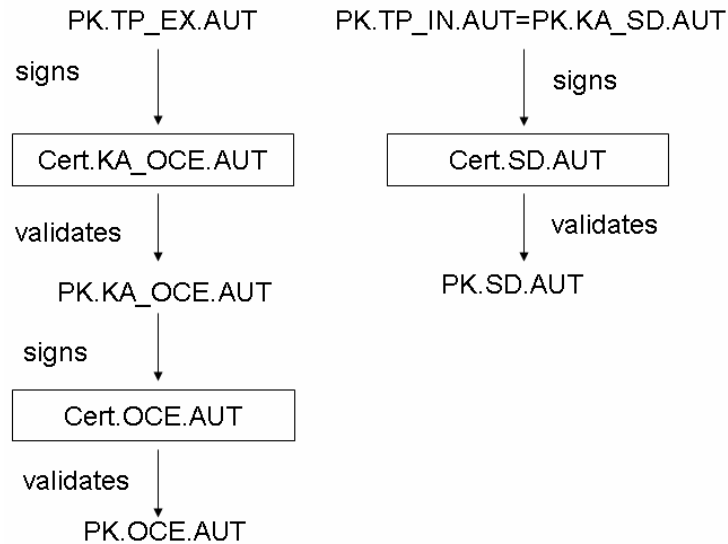 PK.TP_EX.AUT
signs
Cert.KA_OCE.AUT
validates
PK.KA_OCE.AUT
signs
Cert.OCE.AUT
validates
PK.OCE.AUT
PK.TP_IN.AUT=PK.KA_SD.AUT
signs
Cert.SD.AUT
validates
PK.SD.AUT